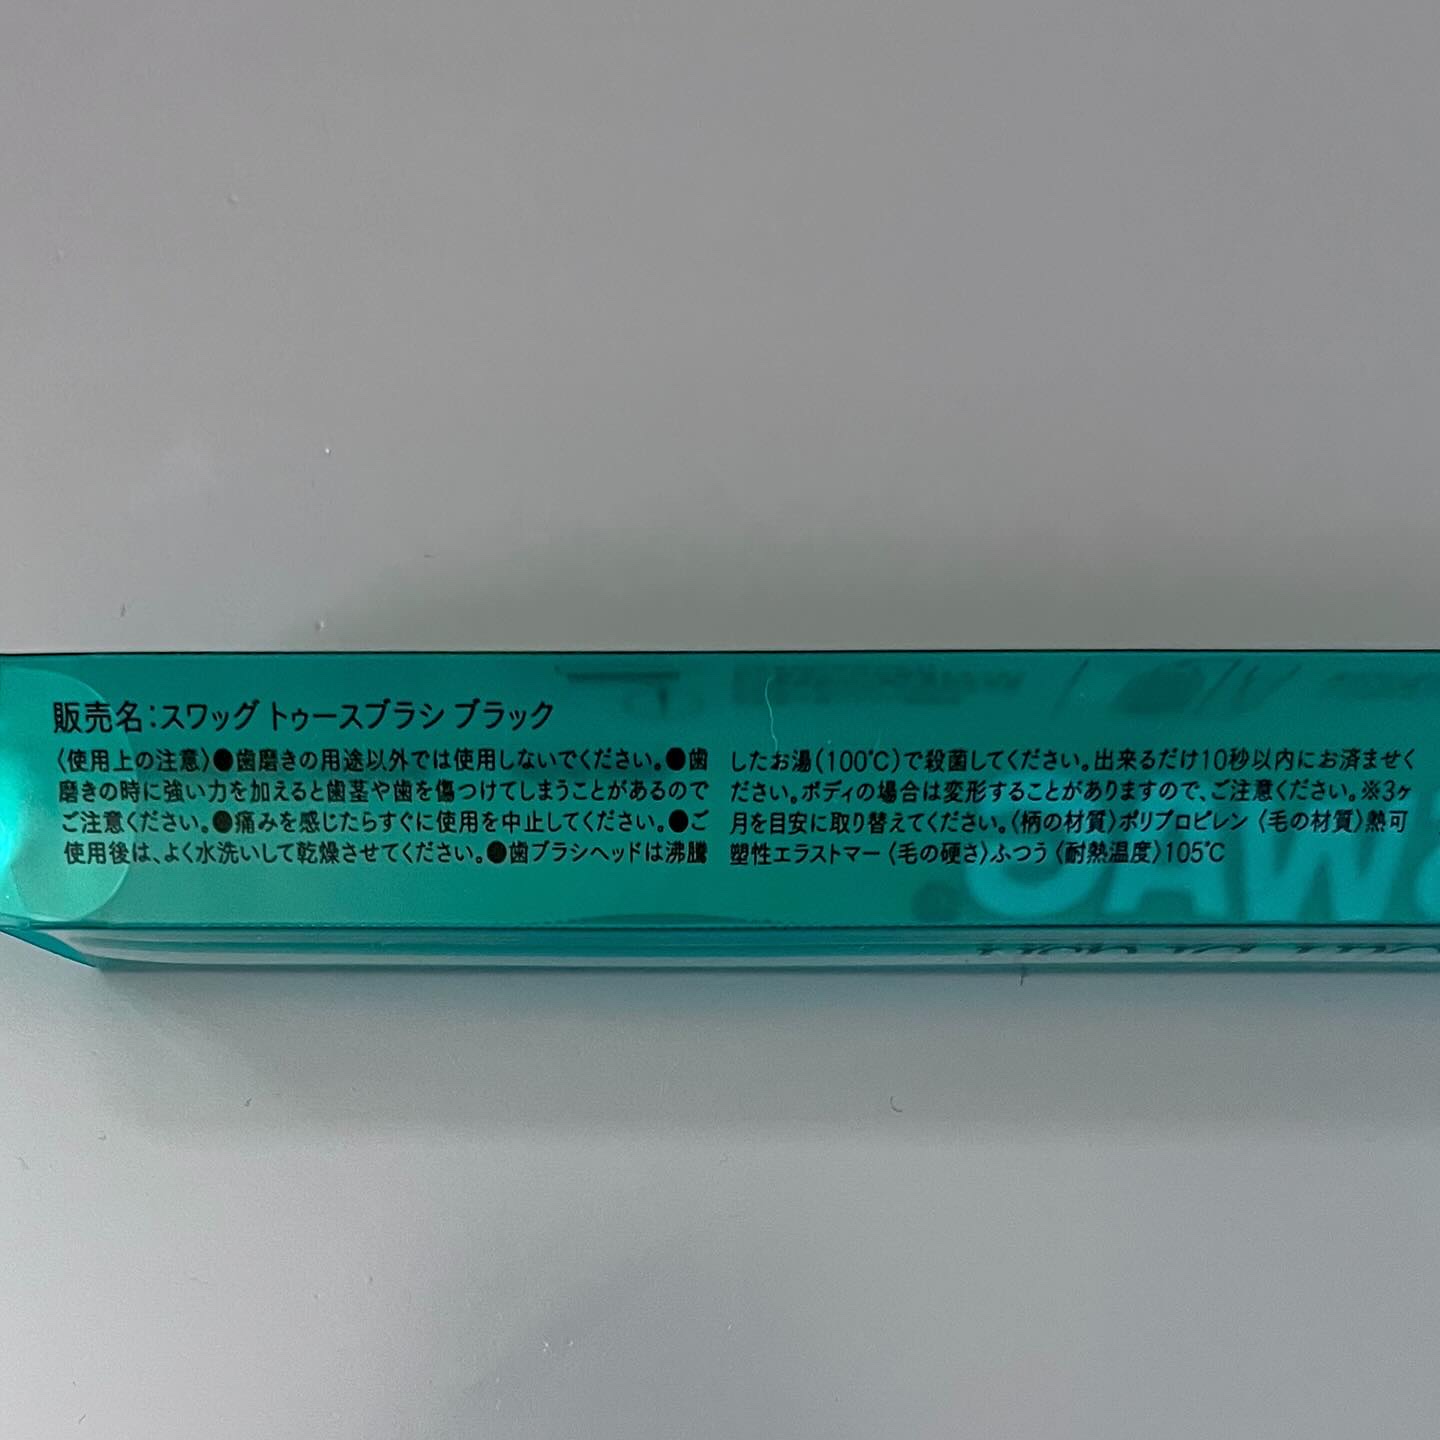 販売名：スワッグ トゥースブラシ ブラック
〈使用上の注意〉●歯磨きの用途以外では使用しないでください。●歯
磨きの時に強い力を加えると歯茎や歯を傷つけてしまうことがあるので
ご注意ください。●痛みを感じたらすぐに使用を中止してください。●ご
使用後は、よく水洗いして乾燥させてください。●歯ブラシヘッドは沸騰
したお湯（100℃）で殺菌してください。出来るだけ10秒以内にお済ませく
ださい。ボディの場合は変形することがありますので、ご注意ください。※3ヶ
月を目安に取り替えてください。〈柄の材質〉ポリプロピレン 〈毛の材質〉熱可
塑性エラストマー 〈毛の硬さ〉ふつう 〈耐熱温度〉105℃
SWAG